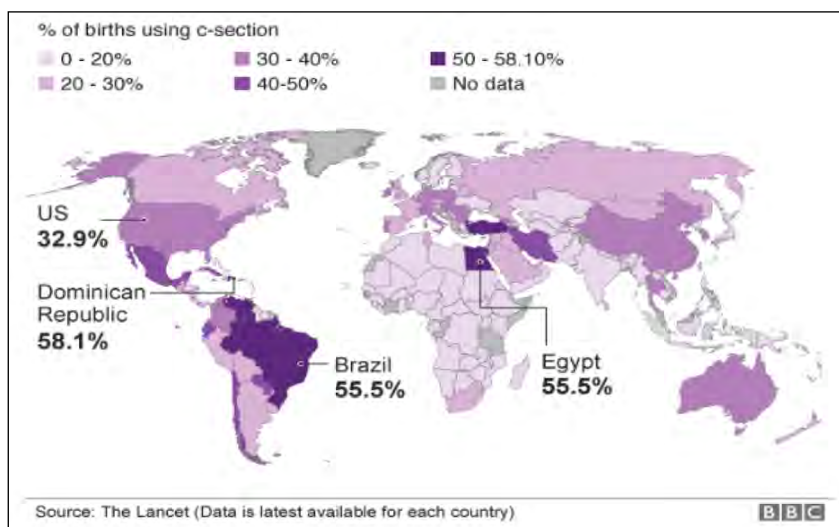 % of births using c-section
0 - 20%
30 - 40%
50 - 58.10%
20 - 30%
40-50%
No data
US
32.9%
Dominican
Republic
58.1%
Brazil
55.5%
Egypt
55.5%
Source: The Lancet (Data is latest available for each country)
BBC